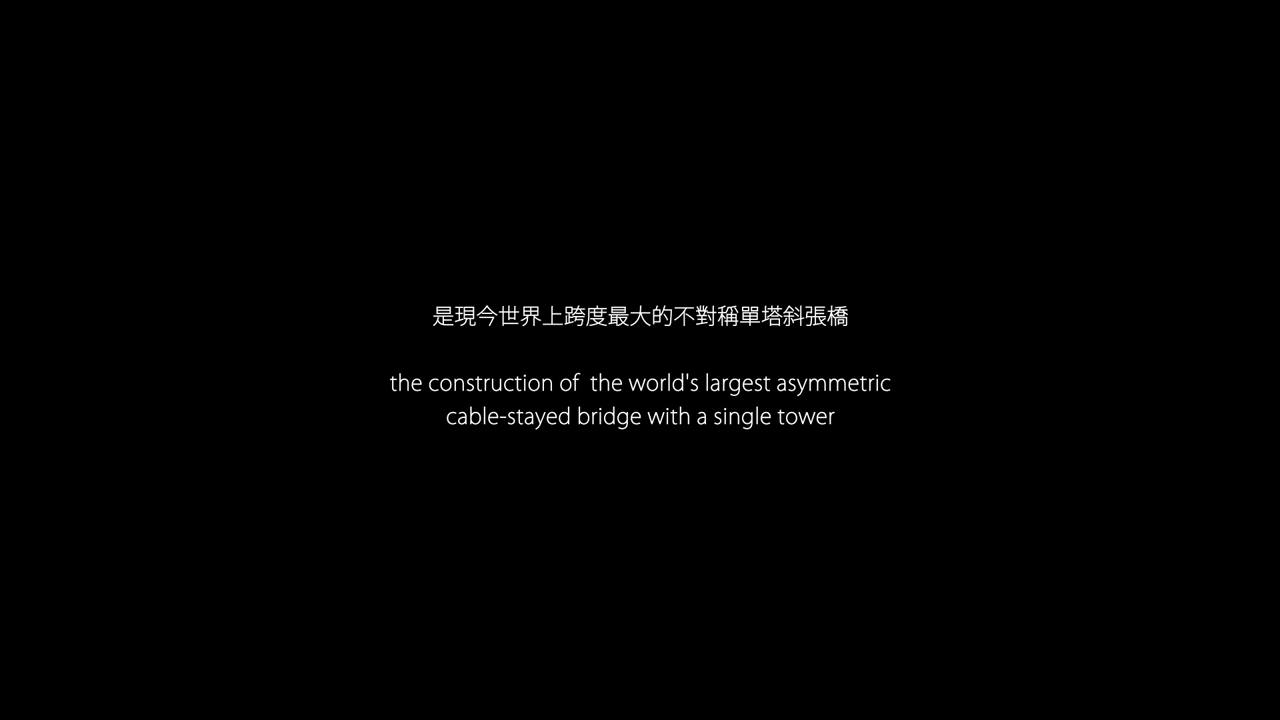 是現今世界上跨度最大的不對稱單塔斜張橋
the construction of  the world's largest asymmetric
cable-stayed bridge with a single tower